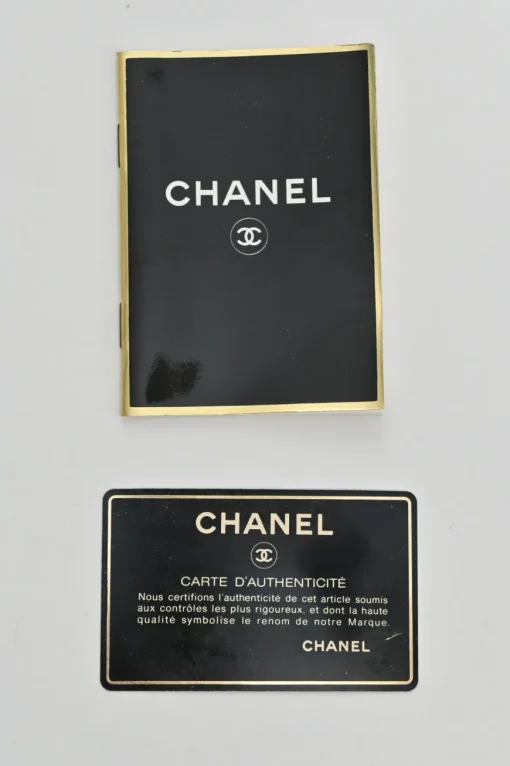 CHANEL
CHANEL
CARTE D'AUTHENTICITÉ
Nous certifions l'authenticité de cet article soumis
aux contrôles les plus rigoureux, et dont la haute
qualité symbolise le renom de notre Marque.
CHANEL